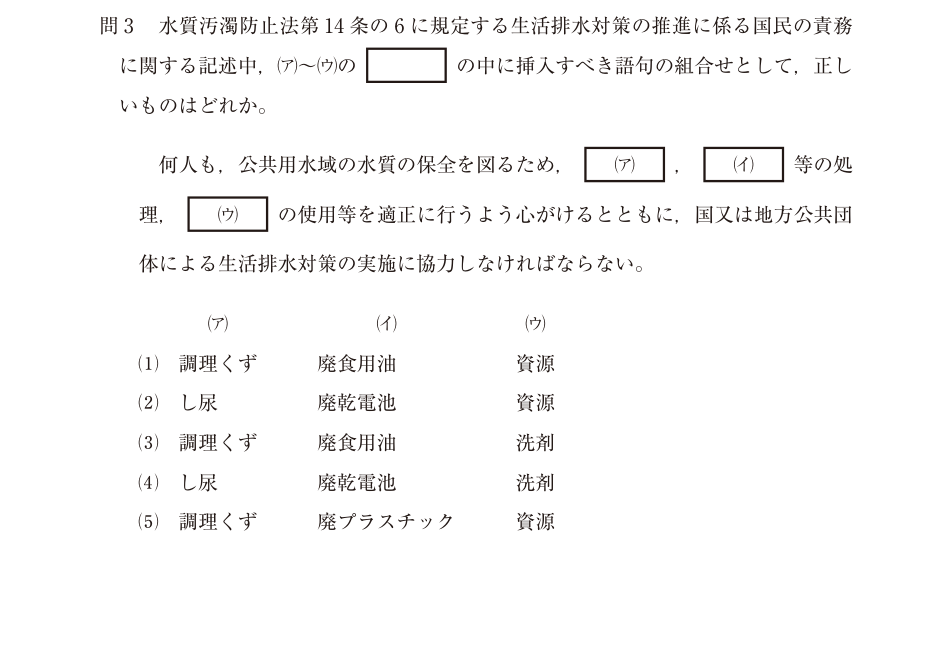 問3　水質汚濁防止法第14条の6に規定する生活排水対策の推進に係る国民の責務
に関する記述中，㋐～㋒の　　　の中に挿入すべき語句の組合せとして，正し
いものはどれか。
何人も，公共用水域の水質の保全を図るため，(ア)，(イ)等の処
理，(ウ)の使用等を適正に行うよう心がけるとともに，国又は地方公共団
体による生活排水対策の実施に協力しなければならない。
(ア)　(イ)　(ウ)
(1)　調理くず　廃食用油　資源
(2)　し尿　廃乾電池　資源
(3)　調理くず　廃食用油　洗剤
(4)　し尿　廃乾電池　洗剤
(5)　調理くず　廃プラスチック　資源